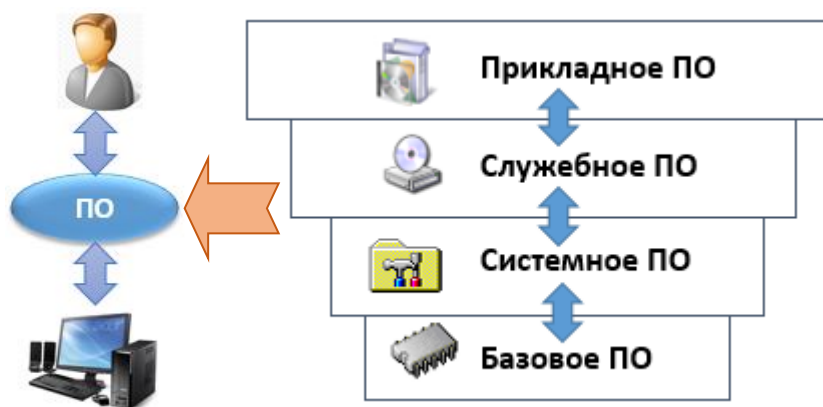 Прикладное ПО
Служебное ПО
ПО
Системное ПО
Базовое ПО